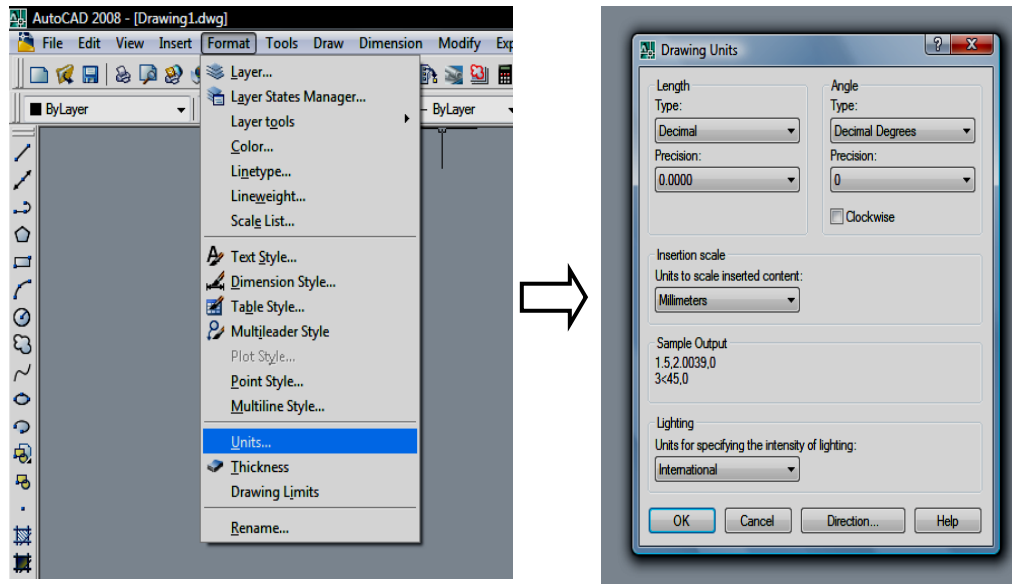 AutoCAD 2008 - [Drawing1.dwg]
File Edit View Insert Format Tools Draw Dimension Modify Exp
ByLayer
ByLayer
Layer...
Layer States Manager...
Layer tools
Color...
Linetype...
Lineweight...
Scale List...
Text Style...
Dimension Style...
Table Style...
Multileader Style
Plot Style...
Point Style...
Multiline Style...
Units...
Thickness
Drawing Limits
Rename...
Drawing Units
Length
Type:
Decimal
Precision:
0.0000
Angle
Type:
Decimal Degrees
Precision:
0
Clockwise
Insertion scale
Units to scale inserted content:
Millimeters
Sample Output
1.5,2.0039,0
3<45,0
Lighting
Units for specifying the intensity of lighting:
International
OK Cancel Direction... Help